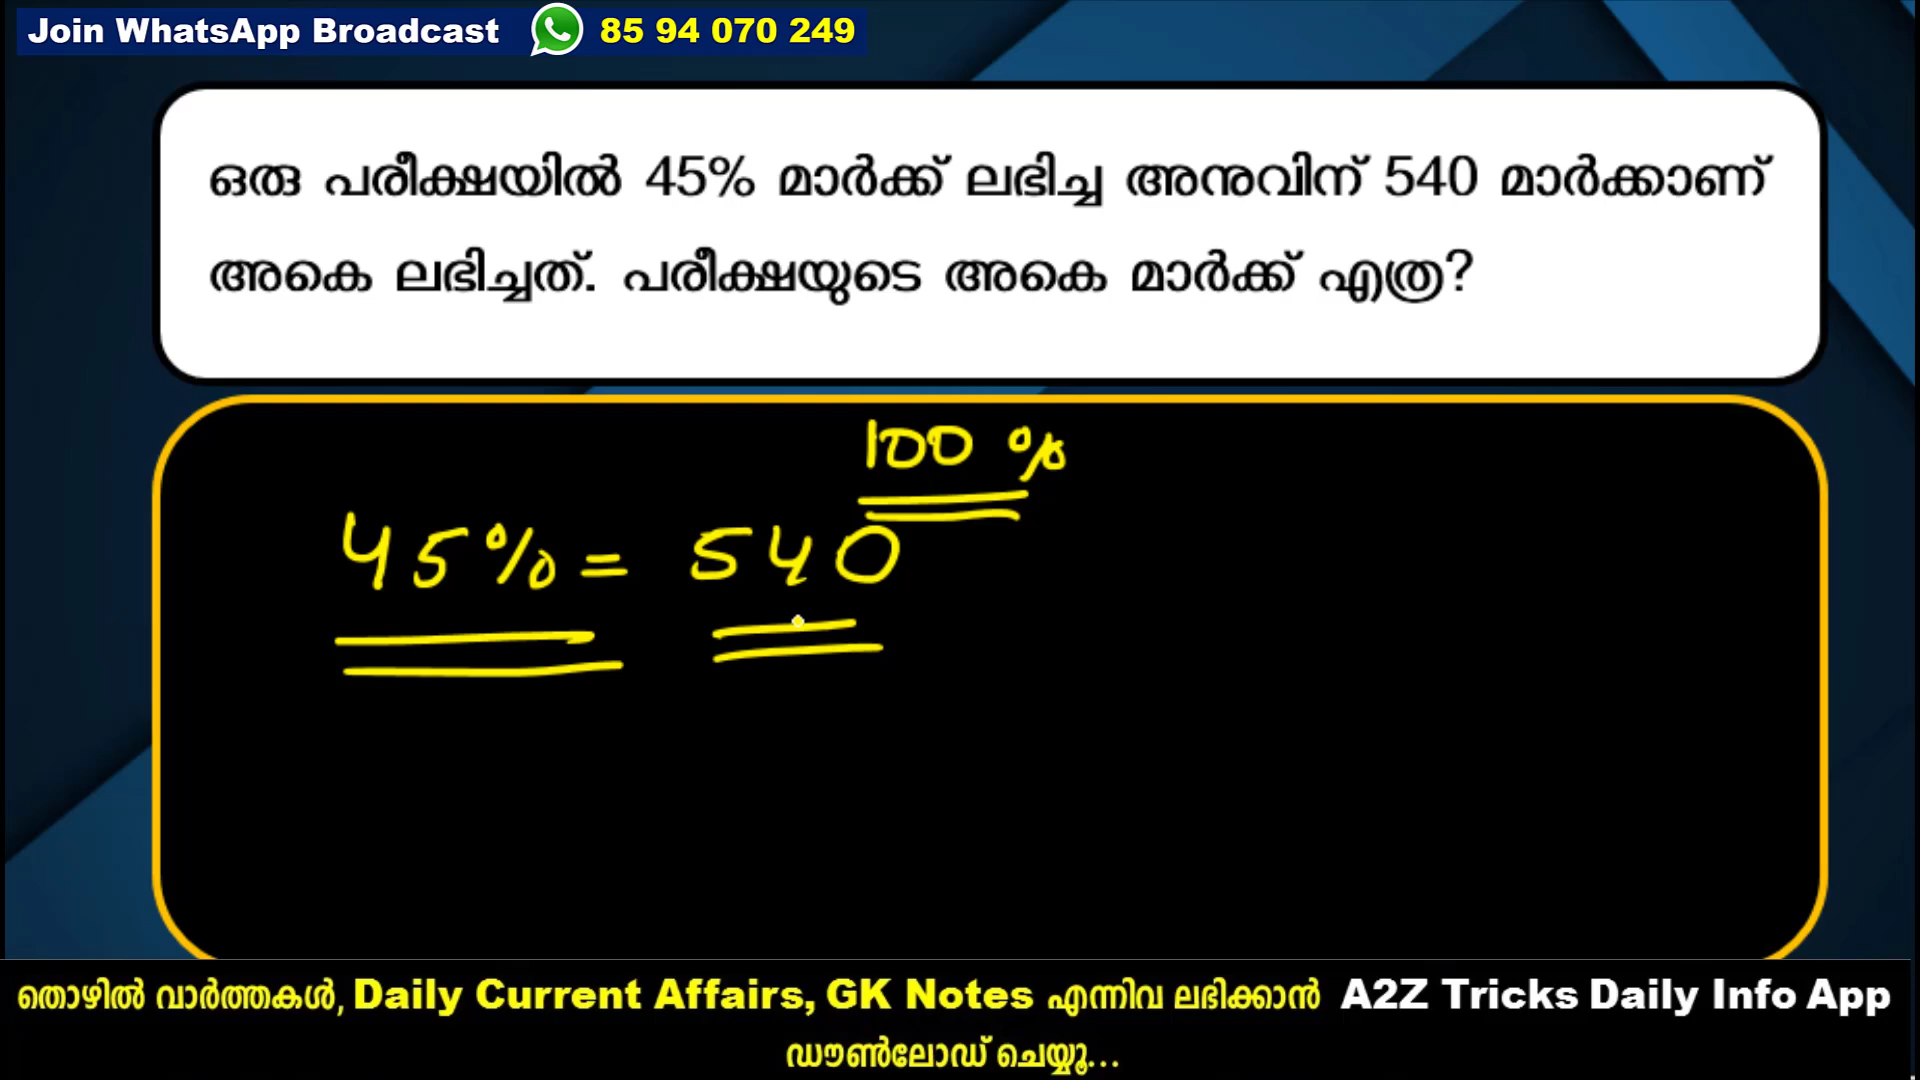 Join WhatsApp Broadcast 85 94 070 249
ഒരു പരീക്ഷയിൽ 45% മാർക്ക് ലഭിച്ച അനുവിന് 540 മാർക്കാണ്
അകെ ലഭിച്ചത്. പരീക്ഷയുടെ അകെ മാർക്ക് എത്ര?
100 %
45% = 540
തൊഴിൽ വാർത്തകൾ, Daily Current Affairs, GK Notes എന്നിവ ലഭിക്കാൻ A2Z Tricks Daily Info App
ഡൗൺലോഡ് ചെയ്യൂ...